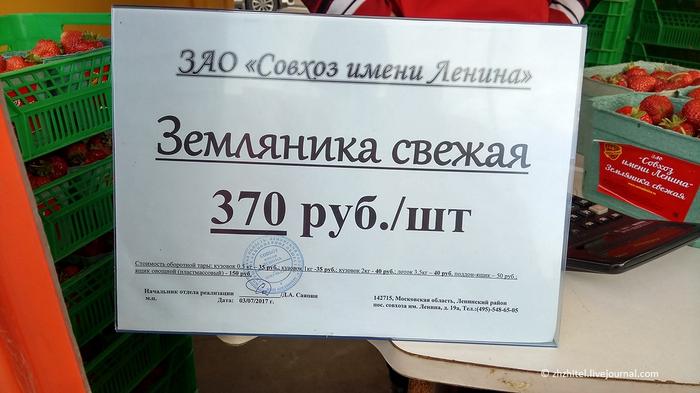 ЗАО «Совхоз имени Ленина»
Земляника свежая
370 руб./шт
Стоимость оборотной тары: кузовок 0.5 кг – 35 руб.; кузовок 1кг -35 руб.; кузовок 2кг - 40 руб.; лоток 3.5кг – 40 руб. поддон-ящик – 50 руб.;
ящик овощной (пластмассовый) - 150 руб.
Начальник отдела реализации Д.А. Саяпин
м.п. Дата: 03/07/2017 г.
142715, Московская область, Ленинский район
пос. совхоза им. Ленина, д. 19а, Тел.:(495)-548-65-05
ЗАО
"Совхоз
имени Ленина"
Земляника свежая
© zhzhitel.livejournal.com